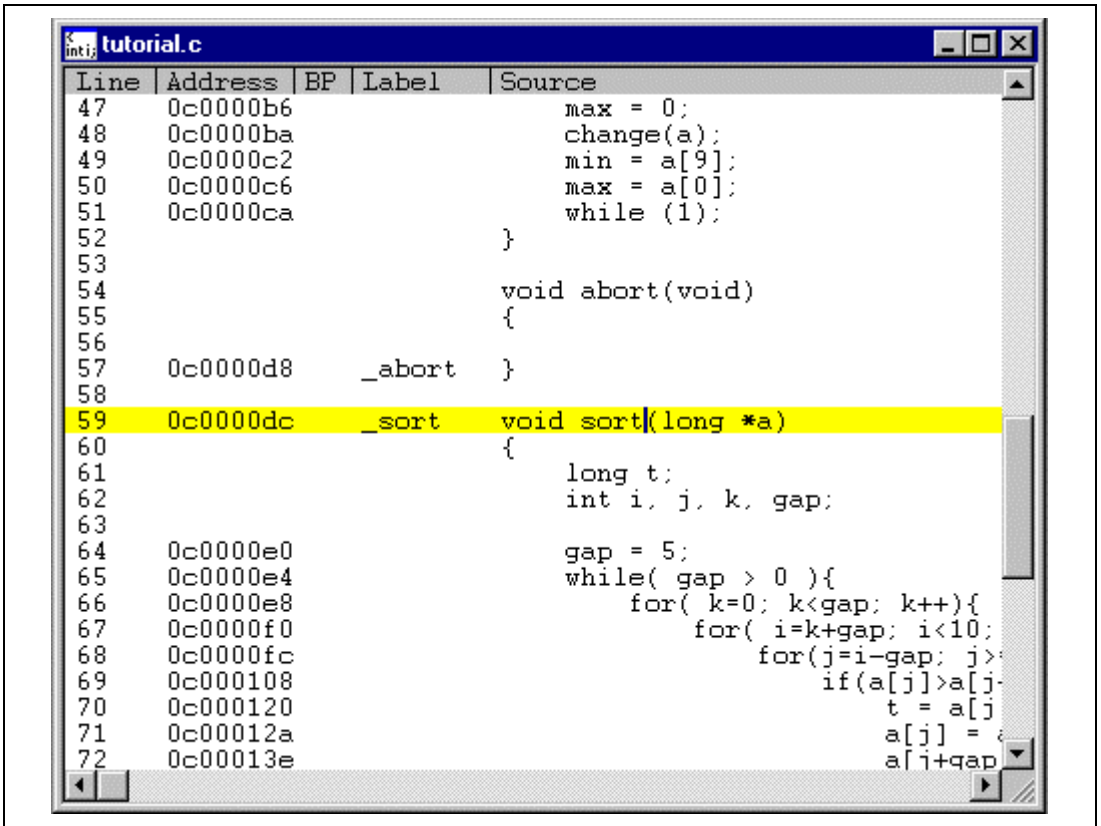 tutorial.c
Line Address BP Label Source
47 0c0000b6 max = 0;
48 0c0000ba change(a);
49 0c0000c2 min = a[9];
50 0c0000c6 max = a[0];
51 0c0000ca while (1);
52 }
53
54 void abort(void)
55 {
56
57 0c0000d8 _abort }
58
59 0c0000dc _sort void sort(long *a)
60 {
61 long t;
62 int i, j, k, gap;
63
64 0c0000e0 gap = 5;
65 0c0000e4 while( gap > 0 ){
66 0c0000e8 for( k=0; k<gap; k++){
67 0c0000f0 for( i=k+gap; i<10;
68 0c0000fc for(j=i-gap; j>
69 0c000108 if(a[j]>a[j
70 0c000120 t = a[j
71 0c00012a a[j] =
72 0c00013e a[j+gap